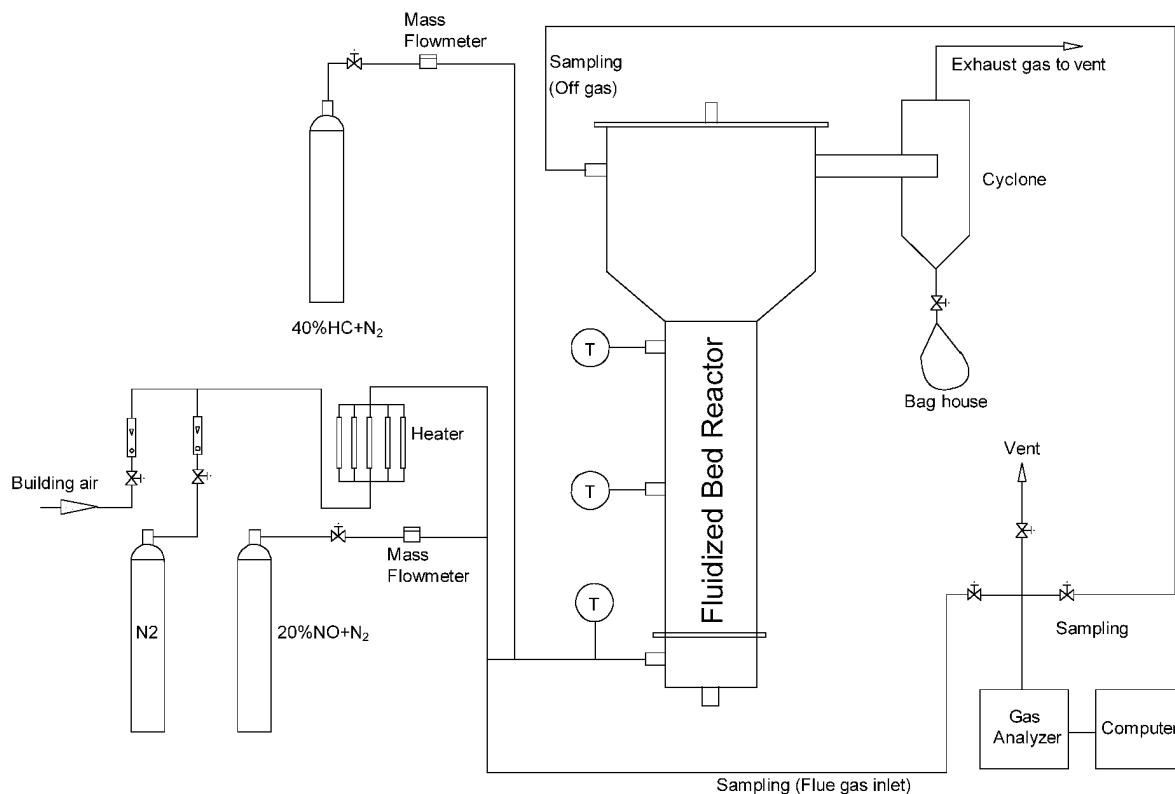 Mass
Flowmeter
Sampling
(Off gas)
Exhaust gas to vent
Cyclone
40%HC+N2
T
Bag house
Heater
Fluidized Bed Reactor
Building air
T
Vent
Mass
Flowmeter
T
N2
20%NO+N2
Sampling
Gas
Analyzer
Computer
Sampling (Flue gas inlet)